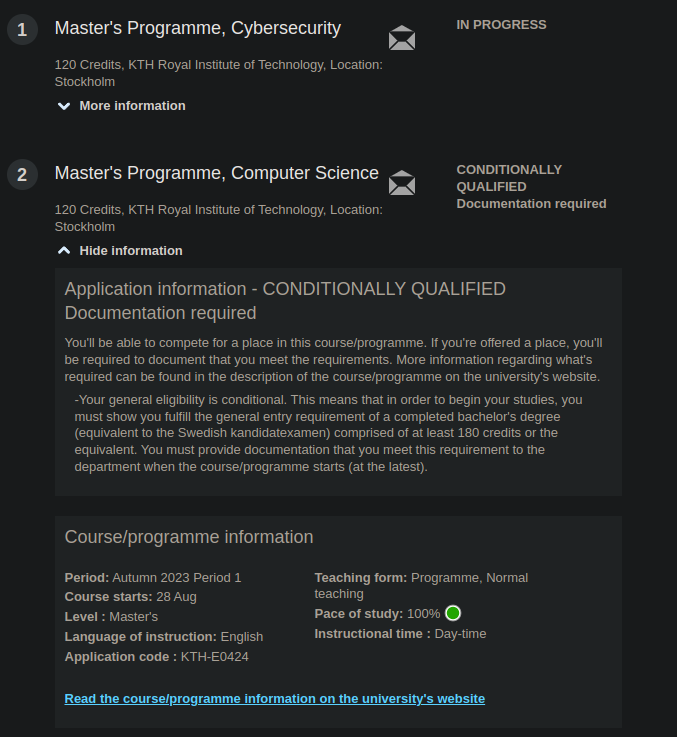 1
Master's Programme, Cybersecurity
IN PROGRESS
120 Credits, KTH Royal Institute of Technology, Location:
Stockholm
More information
2
Master's Programme, Computer Science
CONDITIONALLY
QUALIFIED
Documentation required
120 Credits, KTH Royal Institute of Technology, Location:
Stockholm
Hide information
Application information - CONDITIONALLY QUALIFIED
Documentation required
You'll be able to compete for a place in this course/programme. If you're offered a place, you'll
be required to document that you meet the requirements. More information regarding what's
required can be found in the description of the course/programme on the university's website.
-Your general eligibility is conditional. This means that in order to begin your studies, you
must show you fulfill the general entry requirement of a completed bachelor's degree
(equivalent to the Swedish kandidatexamen) comprised of at least 180 credits or the
equivalent. You must provide documentation that you meet this requirement to the
department when the course/programme starts (at the latest).
Course/programme information
Period: Autumn 2023 Period 1
Course starts: 28 Aug
Level : Master's
Language of instruction: English
Application code : KTH-E0424
Teaching form: Programme, Normal
teaching
Pace of study: 100%
Instructional time : Day-time
Read the course/programme information on the university's website